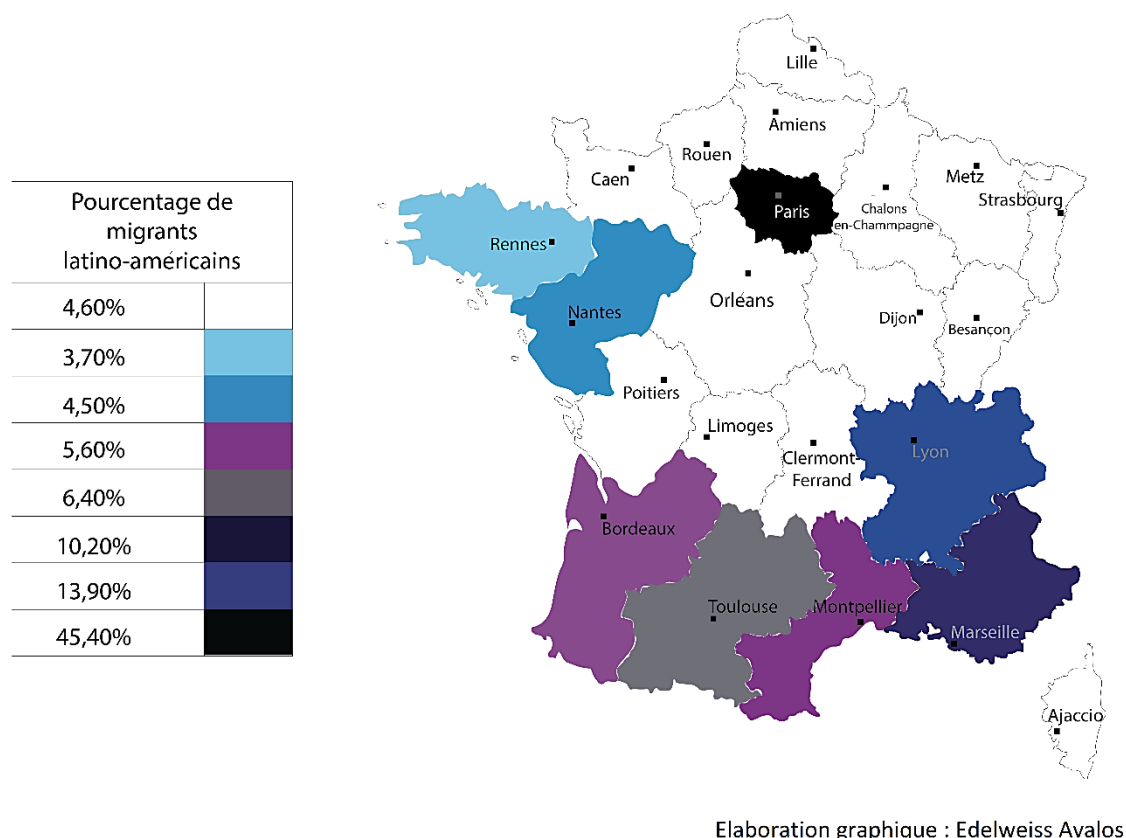 Pourcentage de
migrants
latino-américains
4,60%
3,70%
4,50%
5,60%
6,40%
10,20%
13,90%
45,40%
Lille
Amiens
Rouen
Caen
Metz
Strasbourg
Paris
Chalons
en-Chammpagne
Rennes
Orléans
Nantes
Dijon
Besançon
Poitiers
Limoges
Clermont-
Ferrand
Lyon
Bordeaux
Toulouse
Montpellier
Marseille
Ajaccio
Elaboration graphique : Edelweiss Avalos